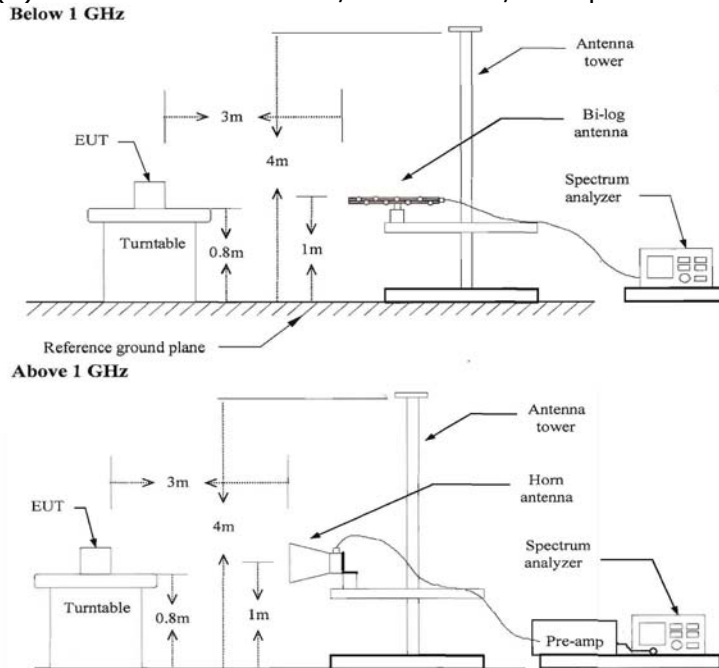 Below 1 GHz
Antenna
tower
3m
Bi-log
antenna
EUT
4m
Spectrum
analyzer
Turntable
0.8m
1m
Reference ground plane
Above 1 GHz
Antenna
tower
3m
Horn
antenna
EUT
4m
Spectrum
analyzer
Turntable
0.8m
1m
Pre-amp